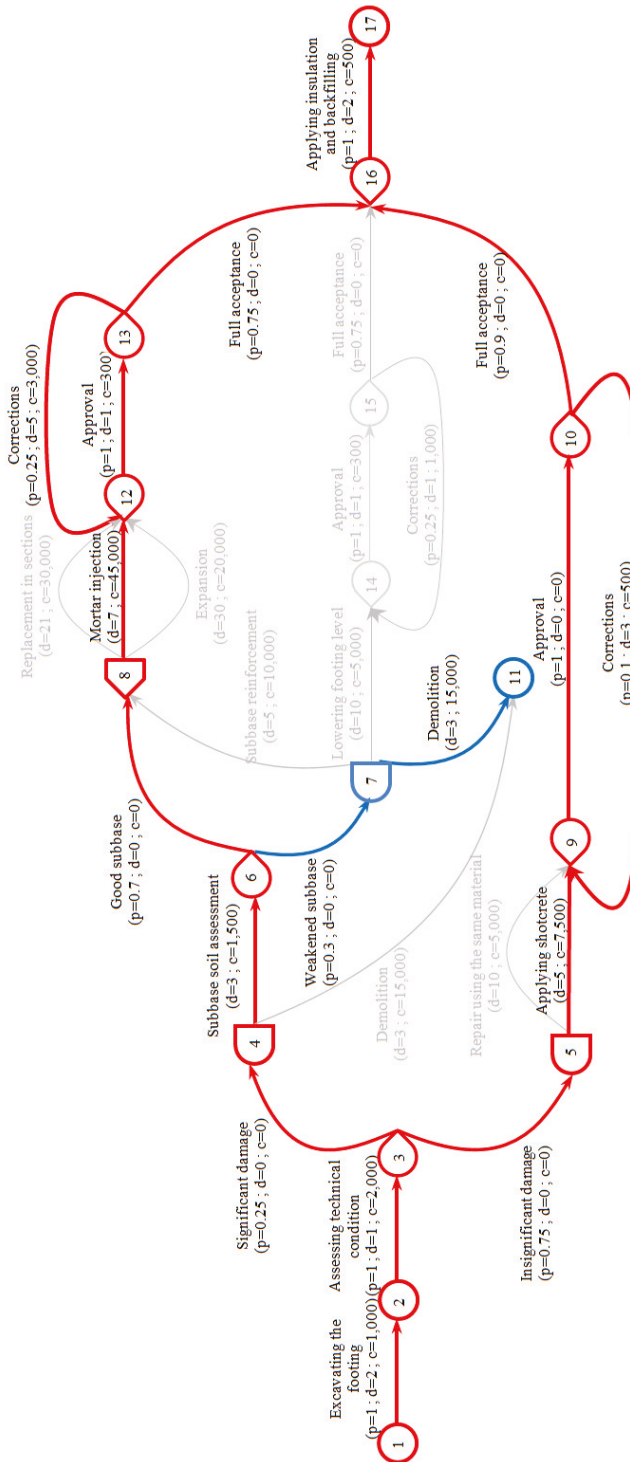 1
Excavating the
footing
(p=1 ; d=2 ; c=1,000)
2
Assessing technical
condition
(p=1 ; d=1 ; c=2,000)
3
Significant damage
(p=0.25 ; d=0 ; c=0)
Insignificant damage
(p=0.75 ; d=0 ; c=0)
4
Subbase soil assessment
(d=3 ; c=1,500)
Demolition
(d=3 ; c=15,000)
5
Repair using the same material
(d=10 ; c=5,000)
Applying shotcrete
(d=5 ; c=7,500)
6
Good subbase
(p=0.7 ; d=0 ; c=0)
Weakened subbase
(p=0.3 ; d=0 ; c=0)
7
Subbase reinforcement
(d=5 ; c=10,000)
Lowering footing level
(d=10 ; c=5,000)
Demolition
(d=3 ; 15,000)
11
8
Replacement in sections
(d=21 ; c=30,000)
Mortar injection
(d=7 ; c=45,000)
Expansion
(d=30 ; c=20,000)
12
Corrections
(p=0.25 ; d=5 ; c=3,000)
Approval
(p=1 ; d=1 ; c=300)
13
Full acceptance
(p=0.75 ; d=0 ; c=0)
14
Approval
(p=1 ; d=1 ; c=300)
15
Corrections
(p=0.25 ; d=1 ; 1,000)
Full acceptance
(p=0.75 ; d=0 ; c=0)
9
Approval
(p=1 ; d=0 ; c=0)
10
Corrections
(p=0.1 ; d=3 ; c=500)
Full acceptance
(p=0.9 ; d=0 ; c=0)
16
Applying insulation
and backfilling
(p=1 ; d=2 ; c=500)
17